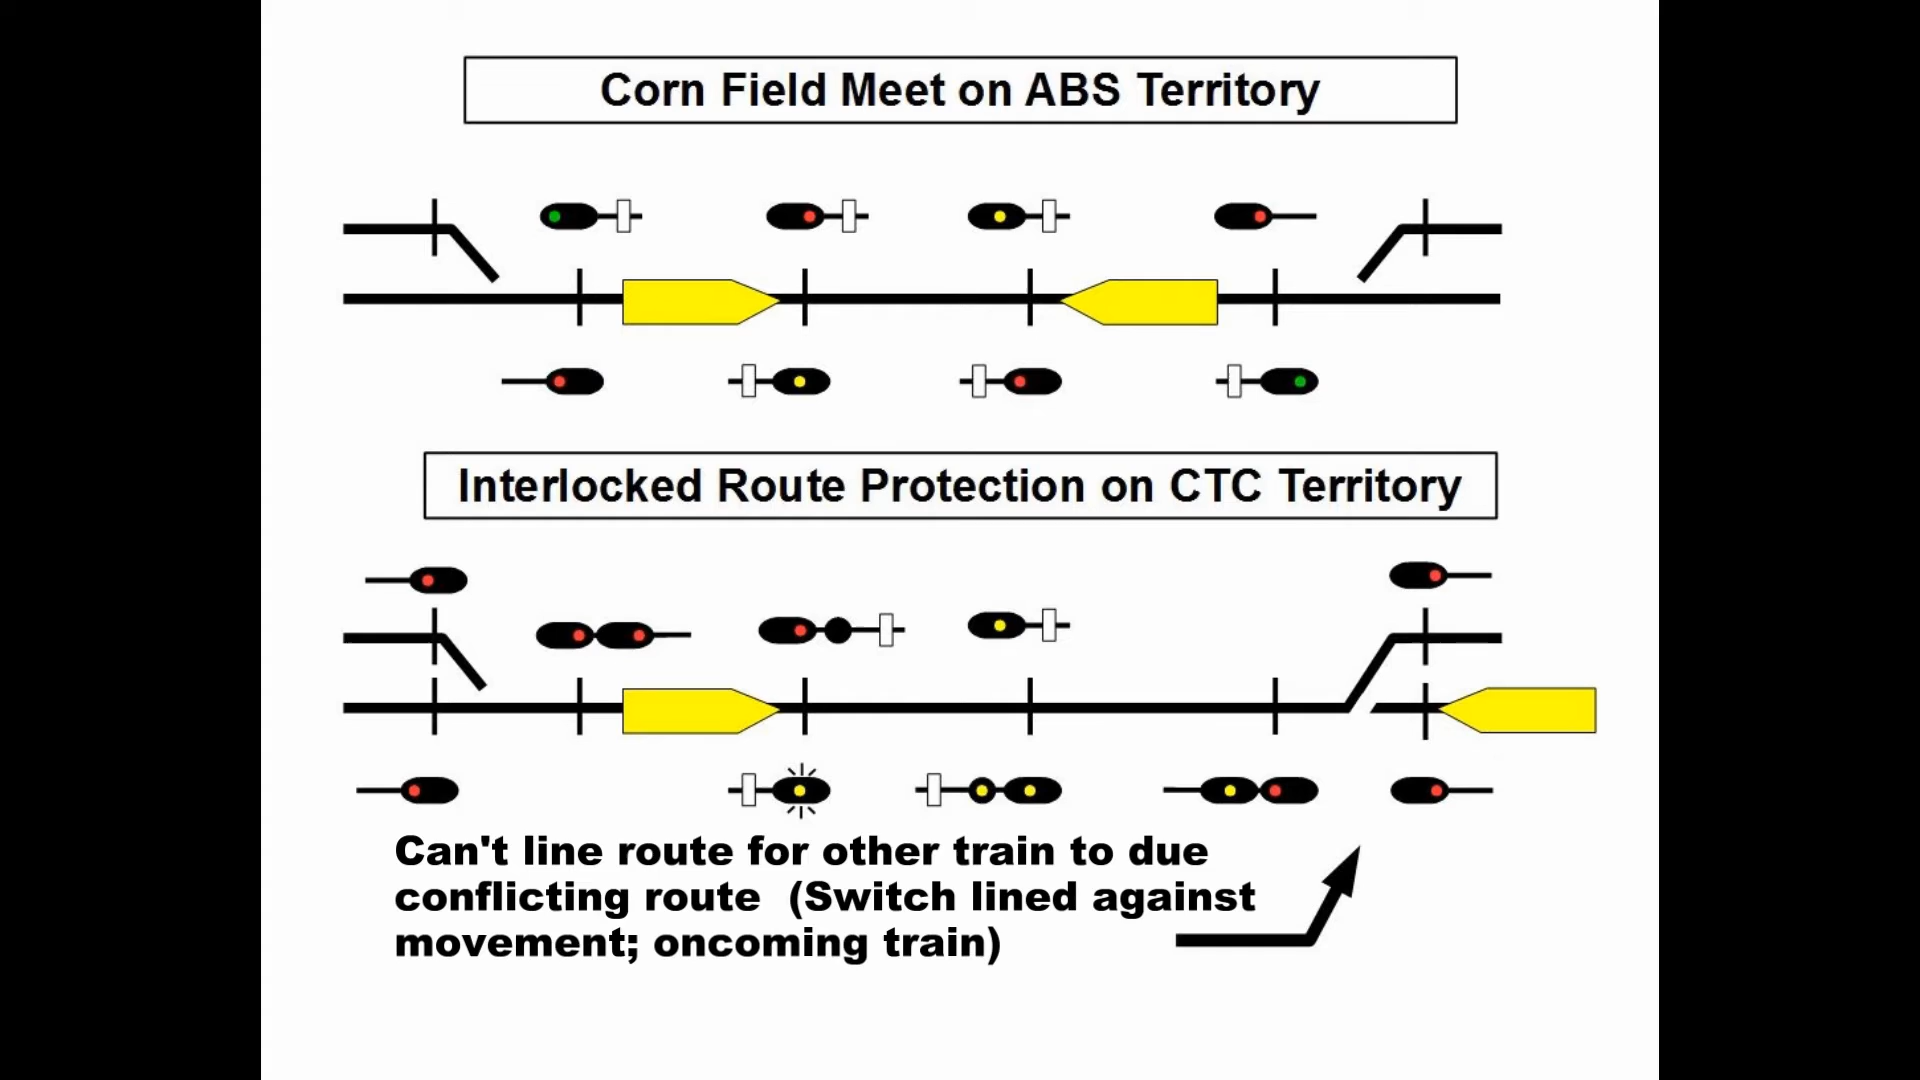 Corn Field Meet on ABS Territory
Interlocked Route Protection on CTC Territory
Can't line route for other train to due
conflicting route  (Switch lined against
movement; oncoming train)